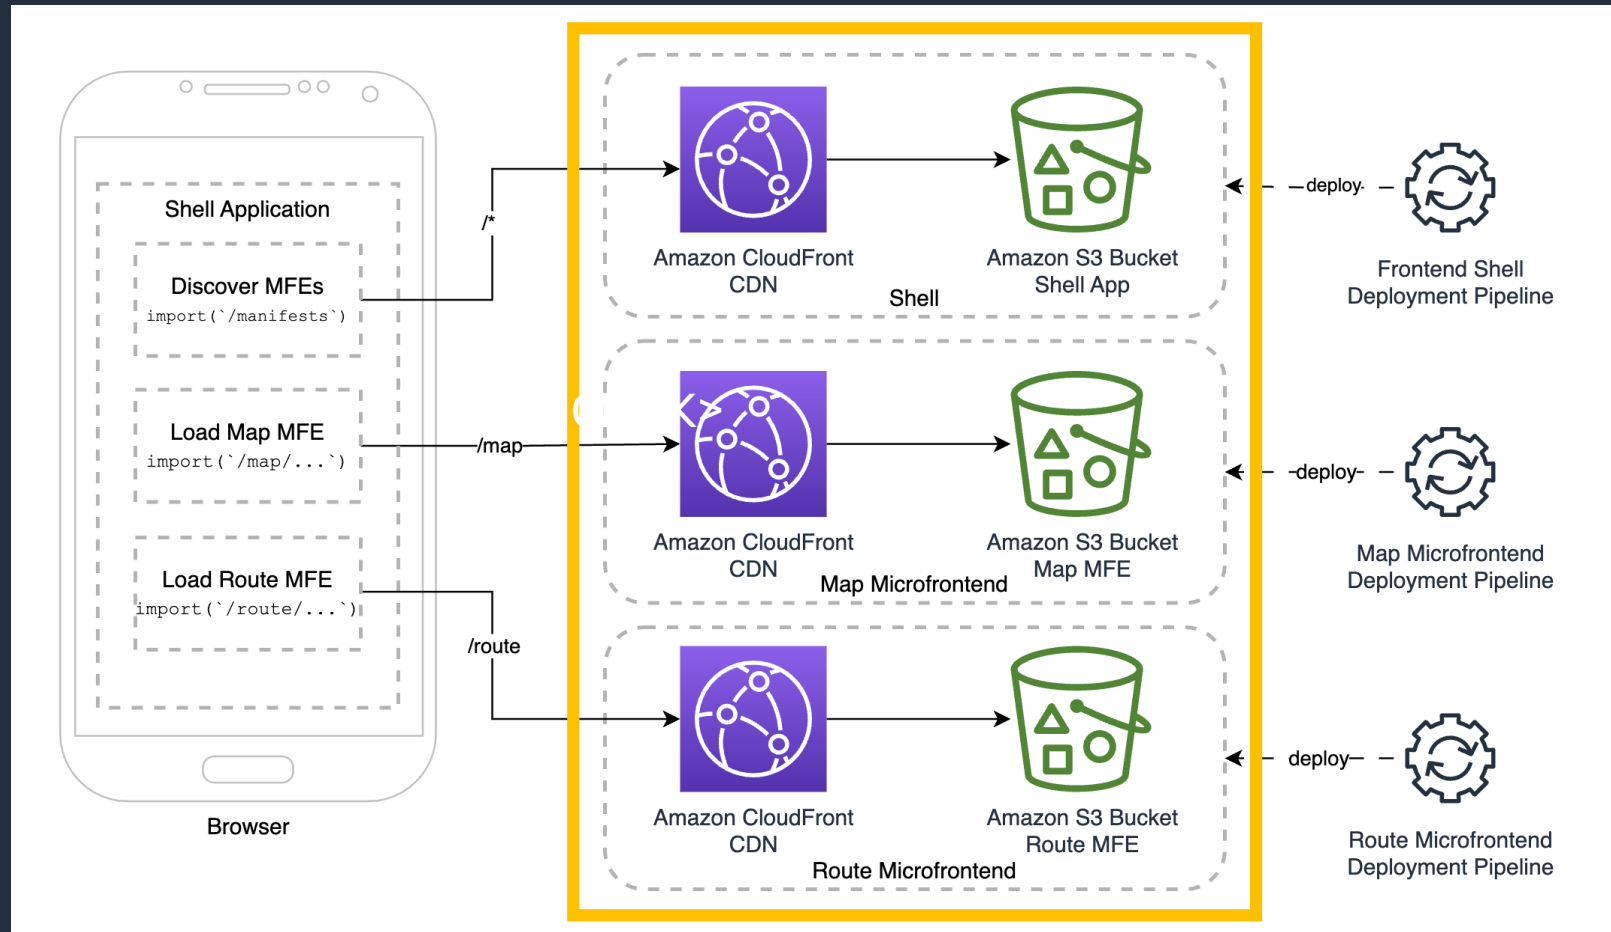 Shell Application
Discover MFEs
import(`/manifests`)
Load Map MFE
import(`/map/...`)
Load Route MFE
import(`/route/...`)
Browser
/*
/map
/route
Amazon CloudFront
CDN
Amazon S3 Bucket
Shell App
Shell
Amazon CloudFront
CDN
Amazon S3 Bucket
Map MFE
Map Microfrontend
Amazon CloudFront
CDN
Amazon S3 Bucket
Route MFE
Route Microfrontend
deploy
Frontend Shell
Deployment Pipeline
deploy
Map Microfrontend
Deployment Pipeline
deploy
Route Microfrontend
Deployment Pipeline